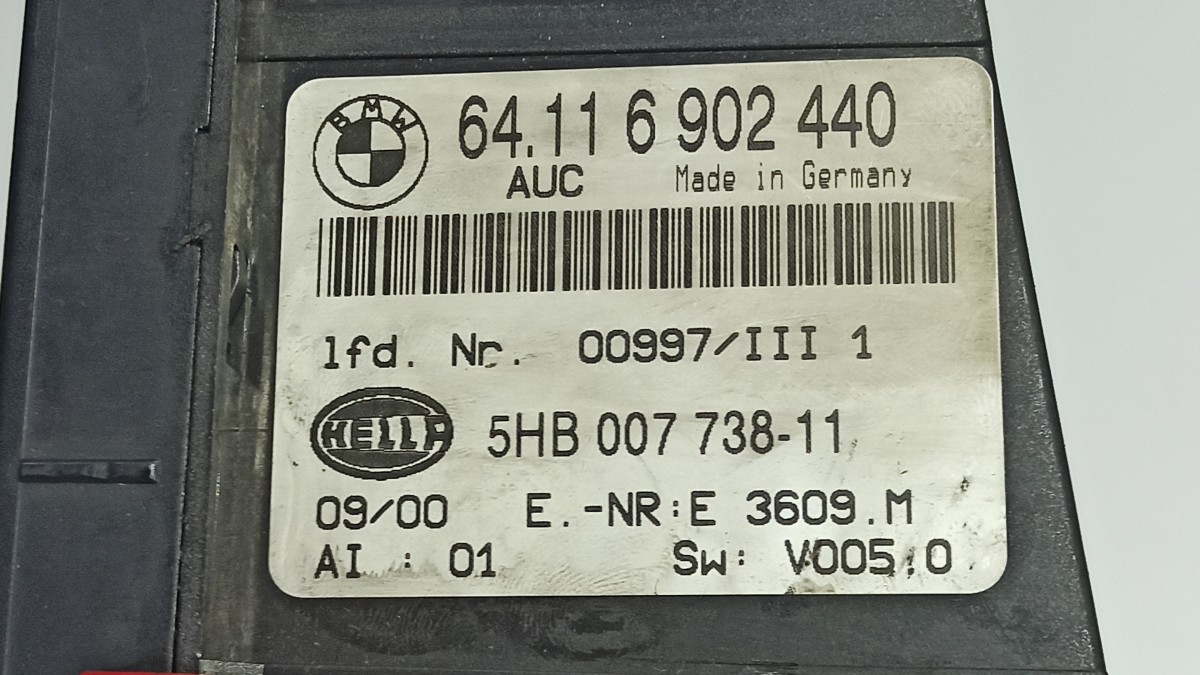 BMW
64.11 6 902 440
AUC Made in Germany
lfd. Nr. 00997/III 1
HELLA 5HB 007 738-11
09/00 E.-NR:E 3609.M
AI : 01 Sw: V005.0